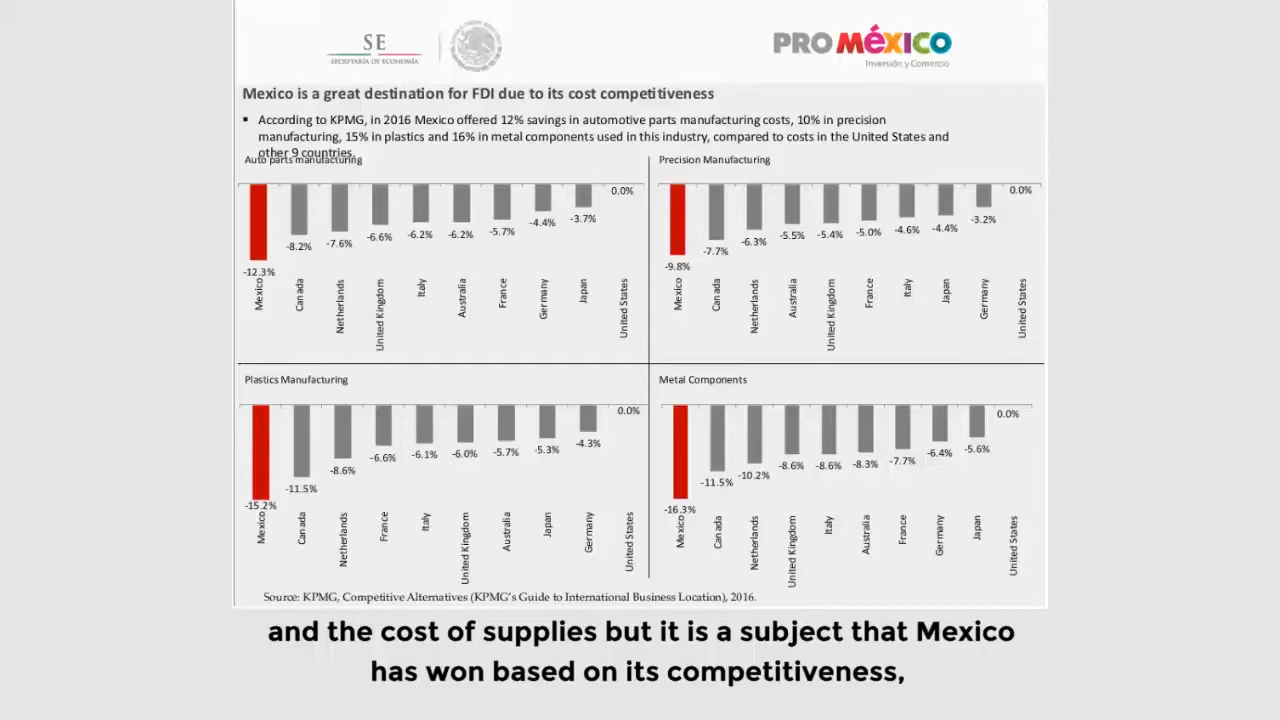 SE
SECRETARÍA DE ECONOMÍA
PROMéxICO
Inversión y Comercio
Mexico is a great destination for FDI due to its cost competitiveness
▪ According to KPMG, in 2016 Mexico offered 12% savings in automotive parts manufacturing costs, 10% in precision
manufacturing, 15% in plastics and 16% in metal components used in this industry, compared to costs in the United States and
other 9 countries.
Auto parts manufacturing
-12.3%
-8.2%
-7.6%
-6.6%
-6.2%
-6.2%
-5.7%
-4.4%
-3.7%
0.0%
Mexico
Canada
Netherlands
United Kingdom
Italy
Australia
France
Germany
Japan
United States
Precision Manufacturing
-9.8%
-7.7%
-6.3%
-5.5%
-5.4%
-5.0%
-4.6%
-4.4%
-3.2%
0.0%
Mexico
Canada
Netherlands
Australia
United Kingdom
France
Italy
Japan
Germany
United States
Plastics Manufacturing
-15.2%
-11.5%
-8.6%
-6.6%
-6.1%
-6.0%
-5.7%
-5.3%
-4.3%
0.0%
Mexico
Canada
Netherlands
France
Italy
United Kingdom
Australia
Japan
Germany
United States
Metal Components
-16.3%
-11.5%
-10.2%
-8.6%
-8.6%
-8.3%
-7.7%
-6.4%
-5.6%
0.0%
Mexico
Canada
Netherlands
United Kingdom
Italy
Australia
France
Germany
Japan
United States
Source: KPMG, Competitive Alternatives (KPMG's Guide to International Business Location), 2016.
and the cost of supplies but it is a subject that Mexico
has won based on its competitiveness,